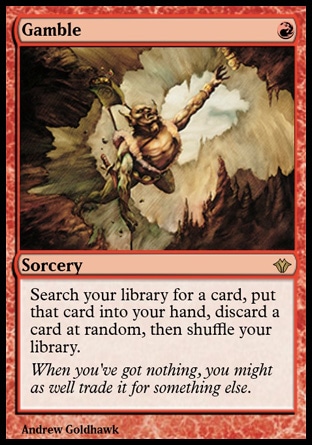 Gamble
Sorcery
Search your library for a card, put
that card into your hand, discard a
card at random, then shuffle your
library.
When you've got nothing, you might
as well trade it for something else.
Andrew Goldhawk